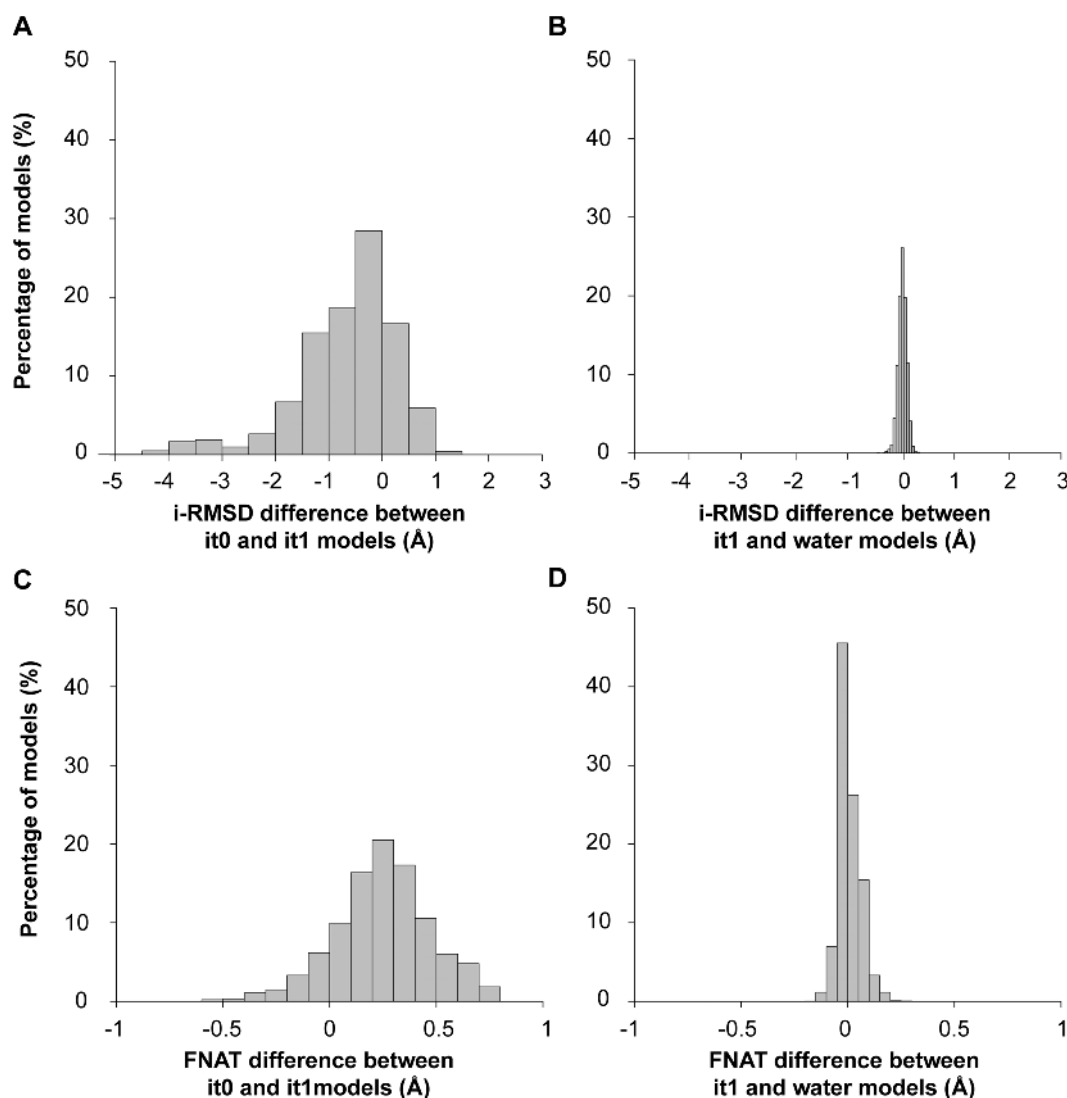 A
50
40
30
20
10
0
Percentage of models (%)
-5 -4 -3 -2 -1 0 1 2 3
i-RMSD difference between
it0 and it1 models (Å)
B
50
40
30
20
10
0
-5 -4 -3 -2 -1 0 1 2 3
i-RMSD difference between
it1 and water models (Å)
C
50
40
30
20
10
0
Percentage of models (%)
-1 -0.5 0 0.5 1
FNAT difference between
it0 and it1models (Å)
D
50
40
30
20
10
0
-1 -0.5 0 0.5 1
FNAT difference between
it1 and water models (Å)